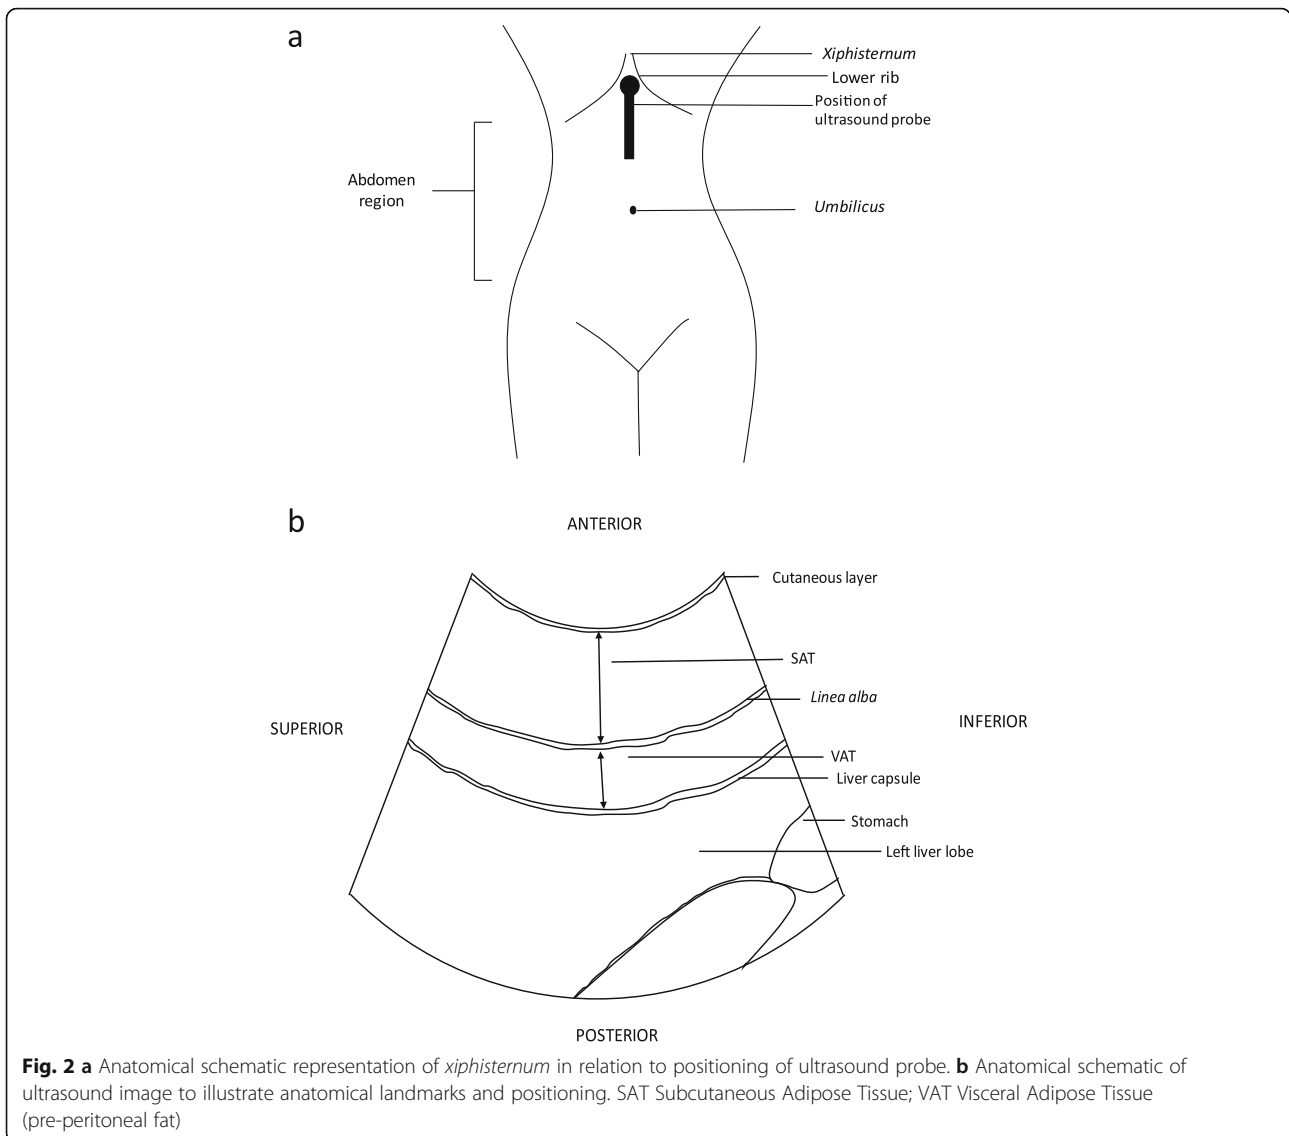 a
Xiphisternum
Lower rib
Position of
ultrasound probe
Abdomen
region
Umbilicus
b
ANTERIOR
Cutaneous layer
SAT
Linea alba
SUPERIOR
INFERIOR
VAT
Liver capsule
Stomach
Left liver lobe
POSTERIOR
Fig. 2 a Anatomical schematic representation of xiphisternum in relation to positioning of ultrasound probe. b Anatomical schematic of
ultrasound image to illustrate anatomical landmarks and positioning. SAT Subcutaneous Adipose Tissue; VAT Visceral Adipose Tissue
(pre-peritoneal fat)